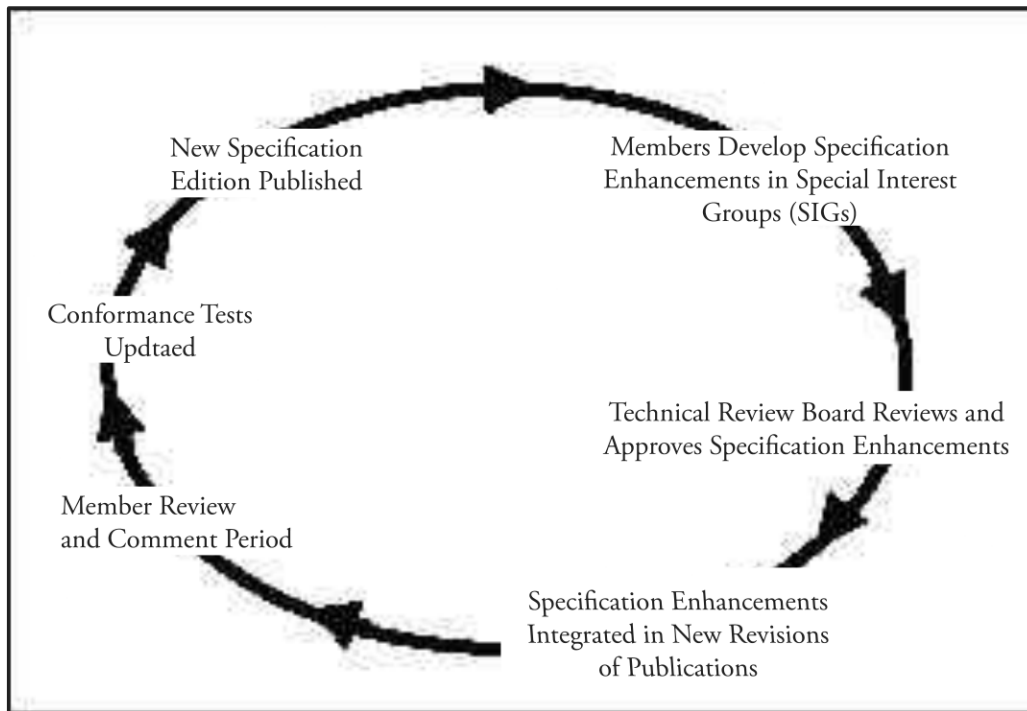 New Specification
Edition Published
Members Develop Specification
Enhancements in Special Interest
Groups (SIGs)
Technical Review Board Reviews and
Approves Specification Enhancements
Specification Enhancements
Integrated in New Revisions
of Publications
Member Review
and Comment Period
Conformance Tests
Updtaed